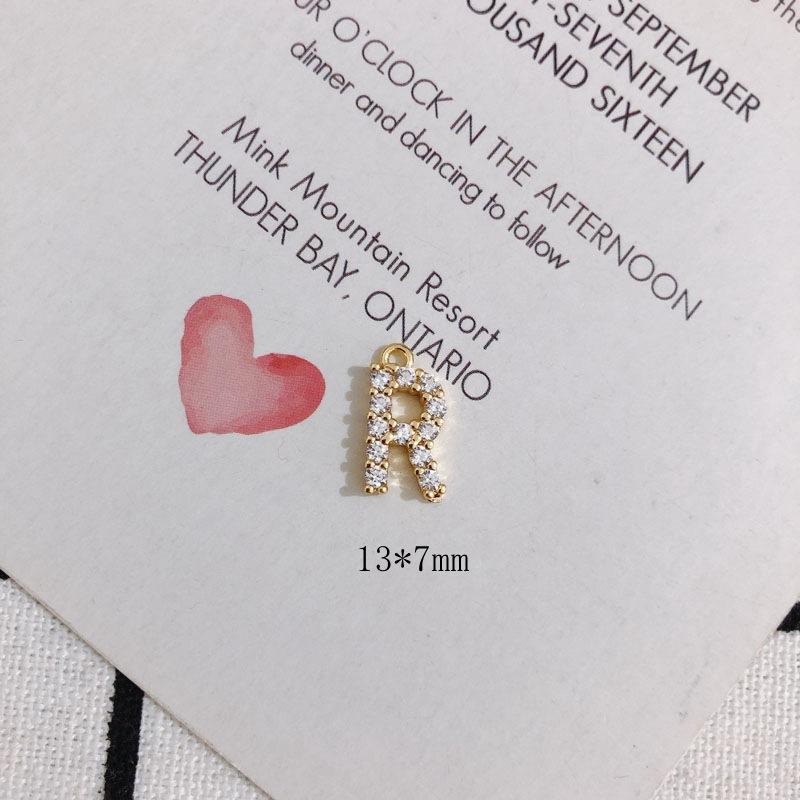 SEPTEMBER
-SEVENTH
OUSAND SIXTEEN
O'CLOCK IN THE AFTERNOON
dinner and dancing to follow
Mink Mountain Resort
THUNDER BAY, ONTARIO
R
13*7mm